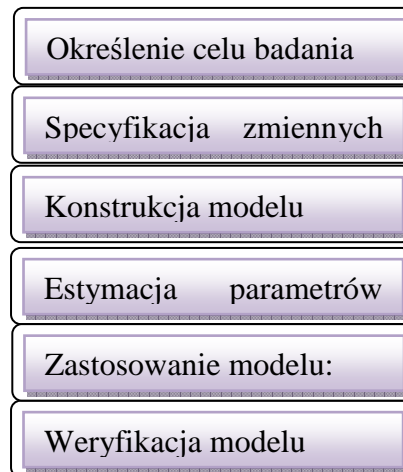 Określenie celu badania
Specyfikacja zmiennych
Konstrukcja modelu
Estymacja parametrów
Zastosowanie modelu:
Weryfikacja modelu